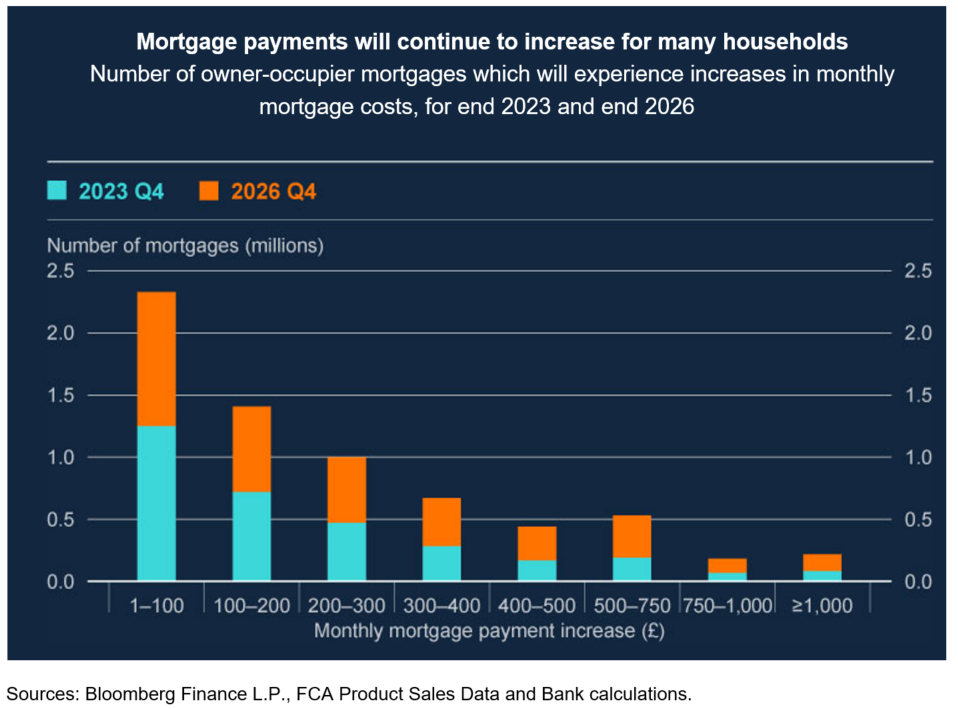 Mortgage payments will continue to increase for many households
Number of owner-occupier mortgages which will experience increases in monthly
mortgage costs, for end 2023 and end 2026
2023 Q4 2026 Q4
Number of mortgages (millions)
2.5 2.5
2.0 2.0
1.5 1.5
1.0 1.0
0.5 0.5
0.0 0.0
1–100 100–200 200–300 300–400 400–500 500–750 750–1,000 ≥1,000
Monthly mortgage payment increase (£)
Sources: Bloomberg Finance L.P., FCA Product Sales Data and Bank calculations.